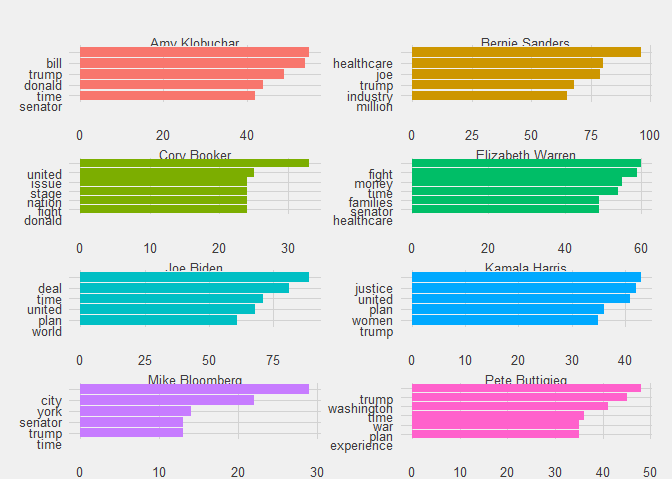 Amy Klobuchar
bill
trump
donald
time
senator
0 20 40
Bernie Sanders
healthcare
joe
trump
industry
million
0 25 50 75 100
Cory Booker
united
issue
stage
nation
fight
donald
0 10 20 30
Elizabeth Warren
fight
money
time
families
senator
healthcare
0 20 40 60
Joe Biden
deal
time
united
plan
world
0 25 50 75
Kamala Harris
justice
united
plan
women
trump
0 10 20 30 40
Mike Bloomberg
city
york
senator
trump
time
0 10 20 30
Pete Buttigieg
trump
washington
time
war
plan
experience
0 10 20 30 40 50